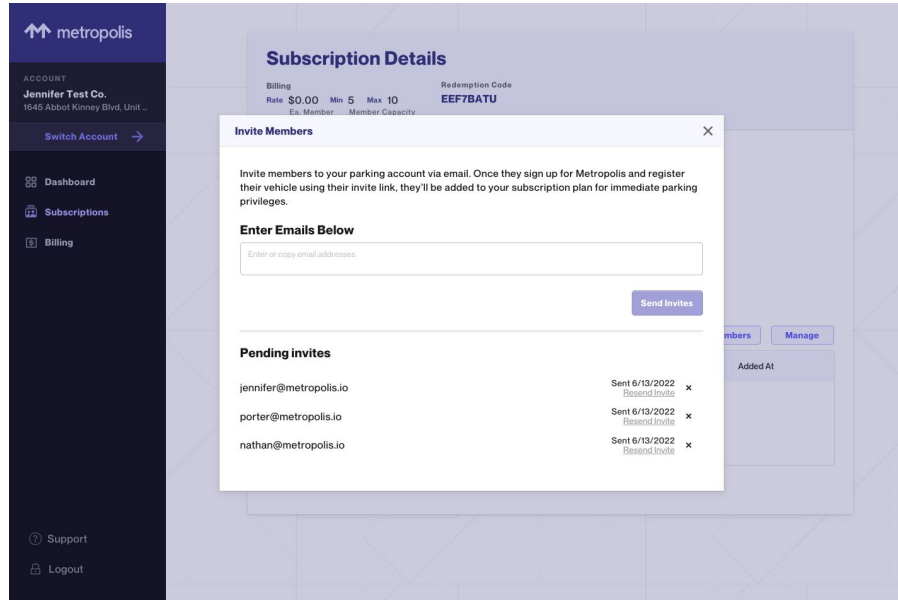 metropolis
ACCOUNT
Jennifer Test Co.
1645 Abbot Kinney Blvd, Unit ..
Switch Account
Dashboard
Subscriptions
Billing
Support
Logout
Subscription Details
Billing
Redemption Code
Rate $0.00 Min 5 Max 10
EEF7BATU
Ea. Member Member Capacity
Invite Members
Invite members to your parking account via email. Once they sign up for Metropolis and register
their vehicle using their invite link, they'll be added to your subscription plan for immediate parking
privileges.
Enter Emails Below
Enter or copy email addresses
Send Invites
Manage
Added At
Pending invites
jennifer@metropolis.io
Sent 6/13/2022
Resend Invite
porter@metropolis.io
Sent 6/13/2022
Resend Invite
nathan@metropolis.io
Sent 6/13/2022
Resend Invite